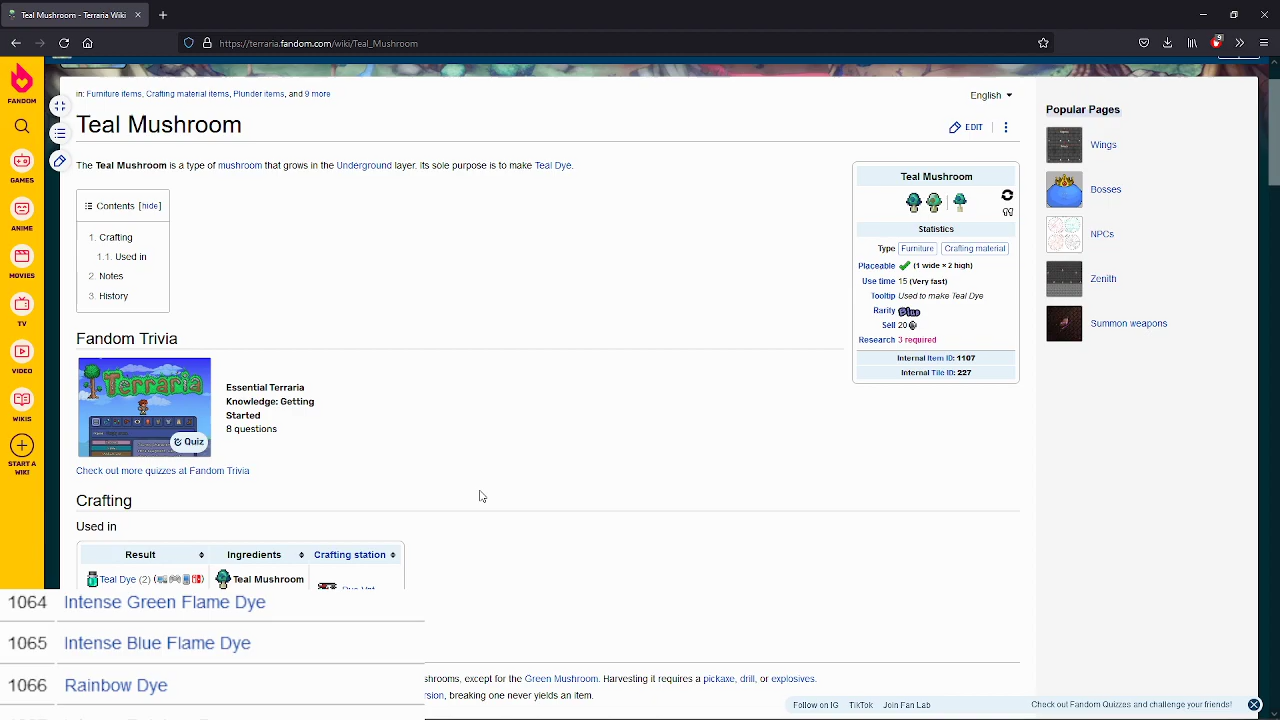 Teal Mushroom - Terraria Wiki
https://terraria.fandom.com/wiki/Teal_Mushroom
9
FANDOM
GAMES
ANIME
MOVIES
TV
VIDEO
WIKIS
START A
WIKI
in: Furniture items, Crafting material items, Plunder items, and 9 more
English
Teal Mushroom
EDIT
The Teal Mushroom is a type of mushroom that grows in the Underground layer. Its sole purpose is to make Teal Dye.
Contents [hide]
1. Crafting
1.1. Used in
2. Notes
3. History
Teal Mushroom
Statistics
Type Furniture Crafting material
Placeable (1 wide × 2 high)
Use time 15 (Very fast)
Tooltip Used to make Teal Dye
Rarity Blue
Sell 20
Research 3 required
Internal Item ID: 1107
Internal Tile ID: 227
Popular Pages
Wings
Bosses
NPCs
Zenith
Summon weapons
Fandom Trivia
Terraria
Quiz
Essential Terraria
Knowledge: Getting
Started
8 questions
Check out more quizzes at Fandom Trivia
Crafting
Used in
Result Ingredients Crafting station
Teal Dye (2) Teal Mushroom
1064 Intense Green Flame Dye
1065 Intense Blue Flame Dye
1066 Rainbow Dye
shrooms, except for the Green Mushroom. Harvesting it requires a pickaxe, drill, or explosives.
rsion, breaking one never yields an item.
Follow on IG TikTok Join Fan Lab
Check out Fandom Quizzes and challenge your friends!